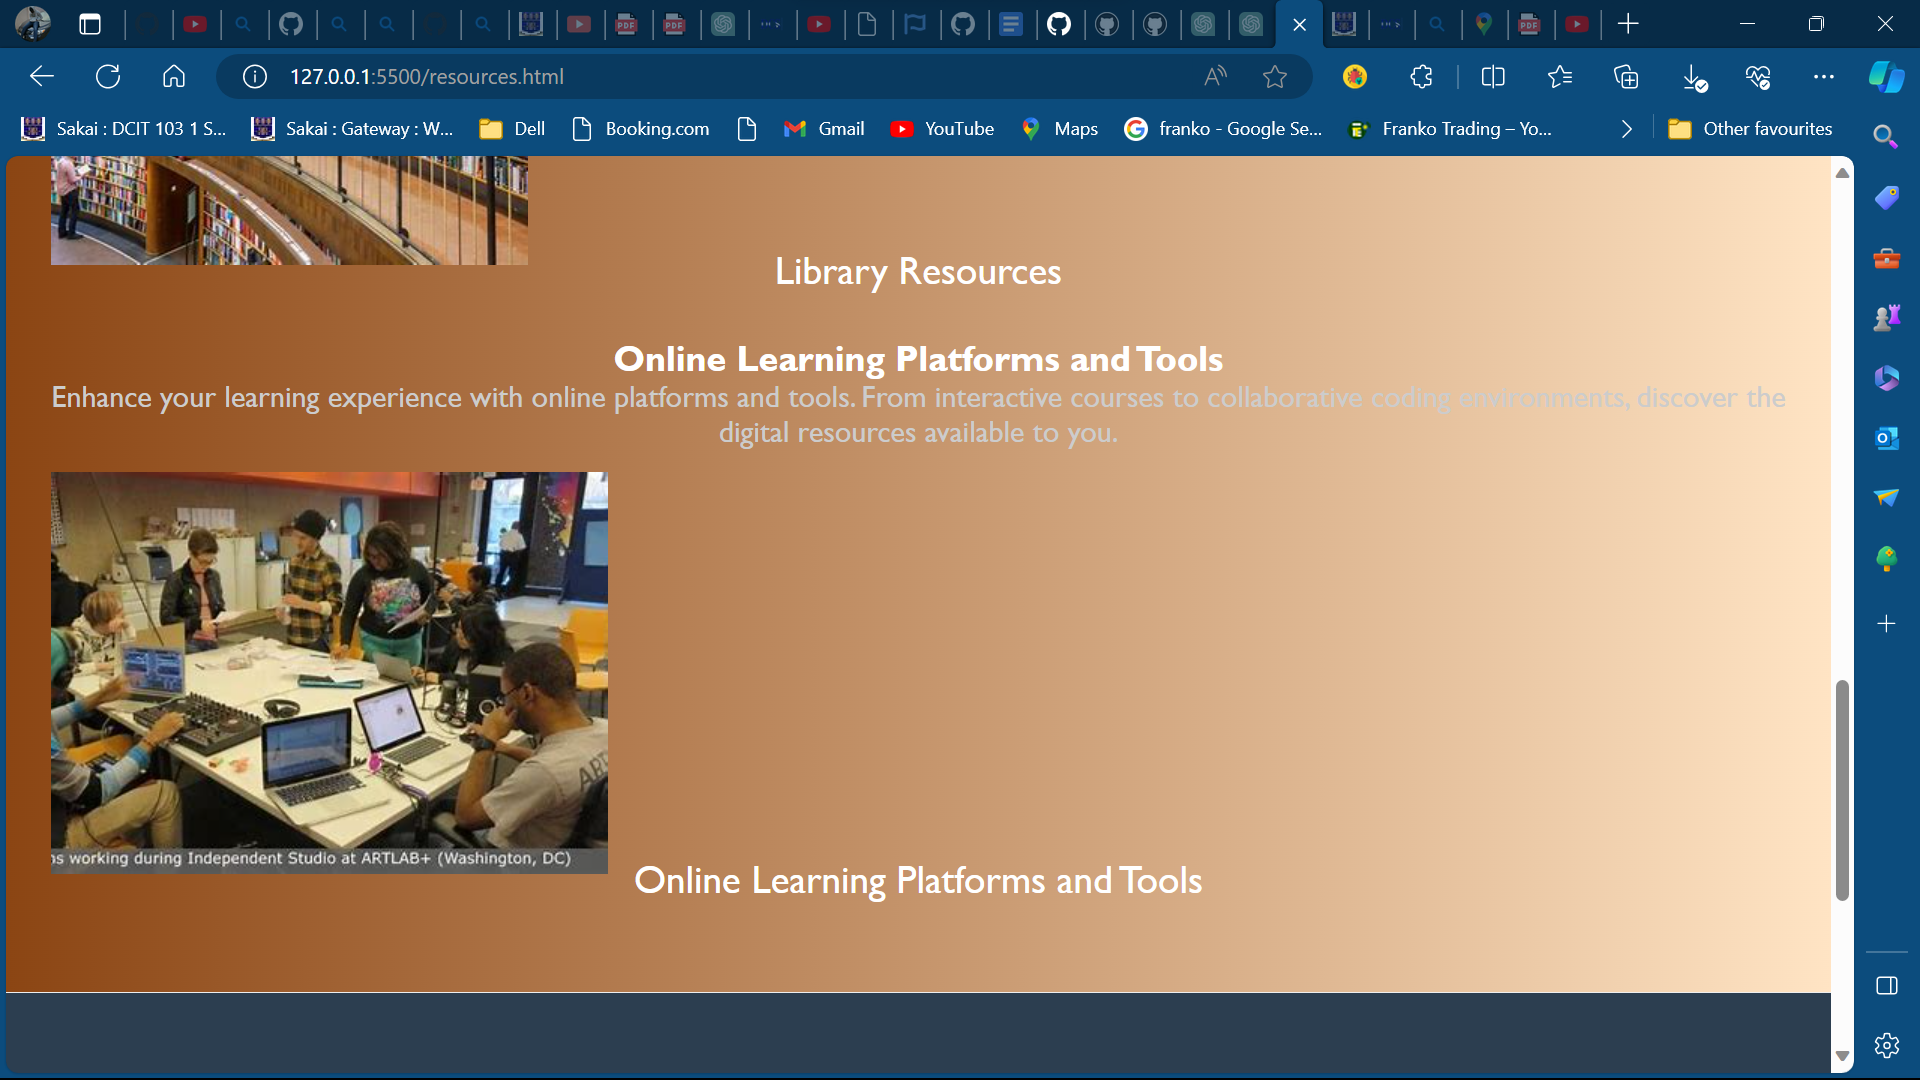 127.0.0.1:5500/resources.html
Sakai : DCIT 103 1 S...
Sakai : Gateway : W...
Dell
Booking.com
Gmail
YouTube
Maps
franko - Google Se...
Franko Trading – Yo...
Other favourites
Library Resources
Online Learning Platforms and Tools
Enhance your learning experience with online platforms and tools. From interactive courses to collaborative coding environments, discover the
digital resources available to you.
ns working during Independent Studio at ARTLAB+ (Washington, DC)
Online Learning Platforms and Tools